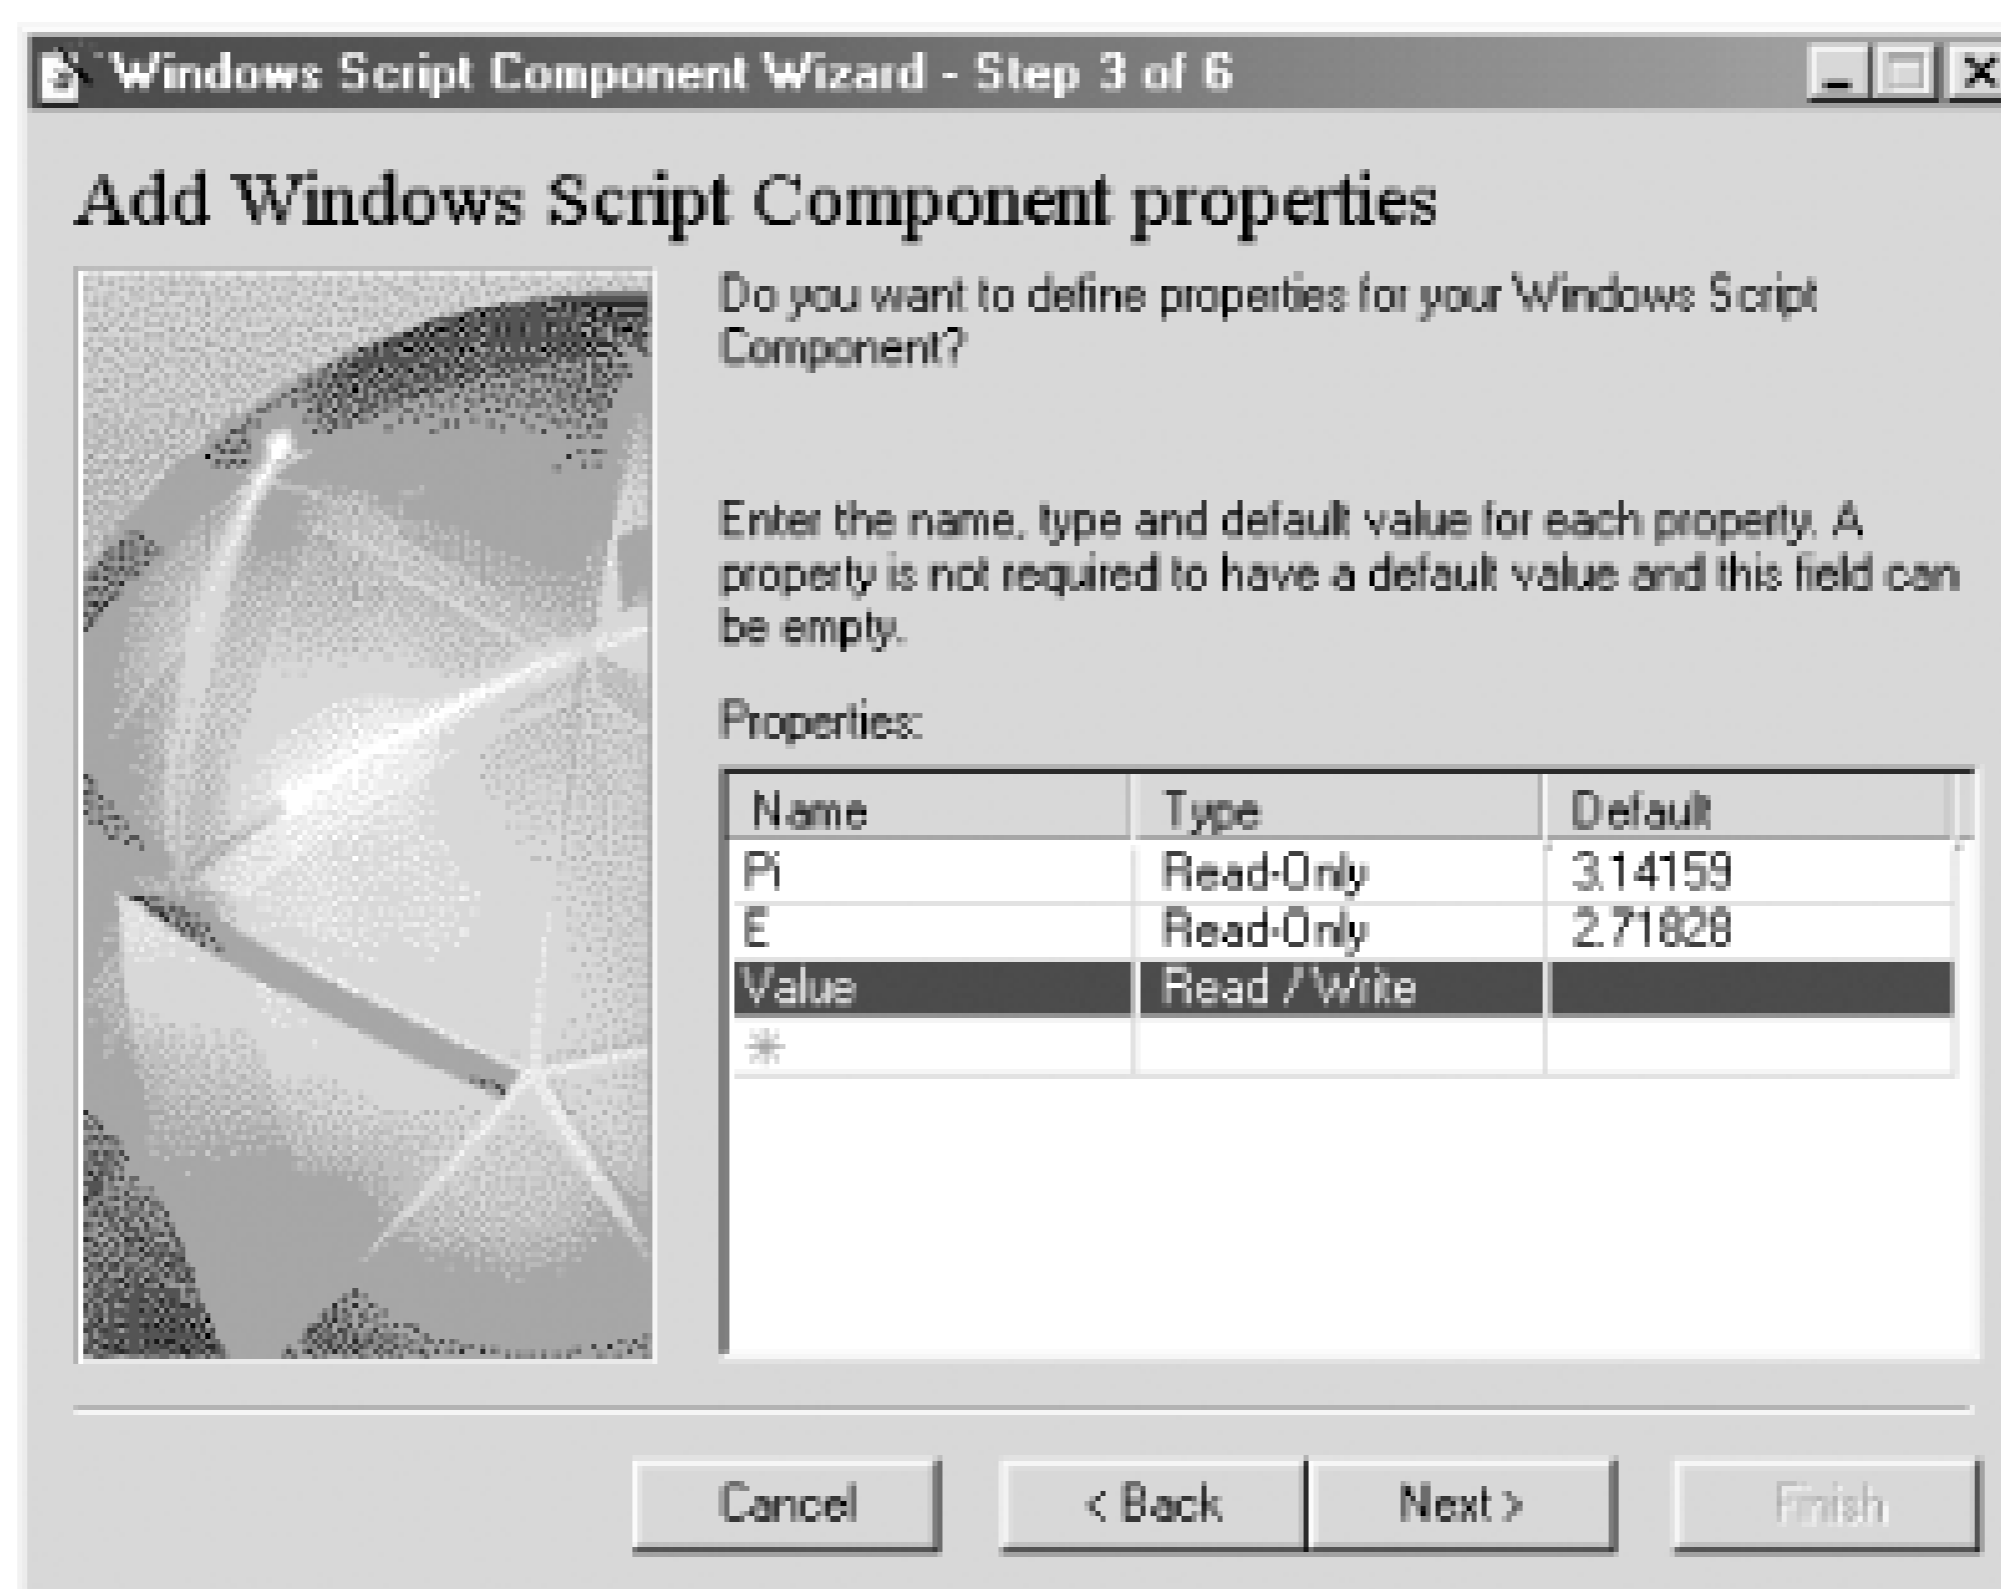 Windows Script Component Wizard - Step 3 of 6
Add Windows Script Component properties
Do you want to define properties for your Windows Script
Component?
Enter the name, type and default value for each property. A
property is not required to have a default value and this field can
be empty.
Properties:
Name Type Default
Pi Read-Only 3.14159
E Read-Only 2.71828
Value Read / Write
*
Cancel < Back Next > Finish